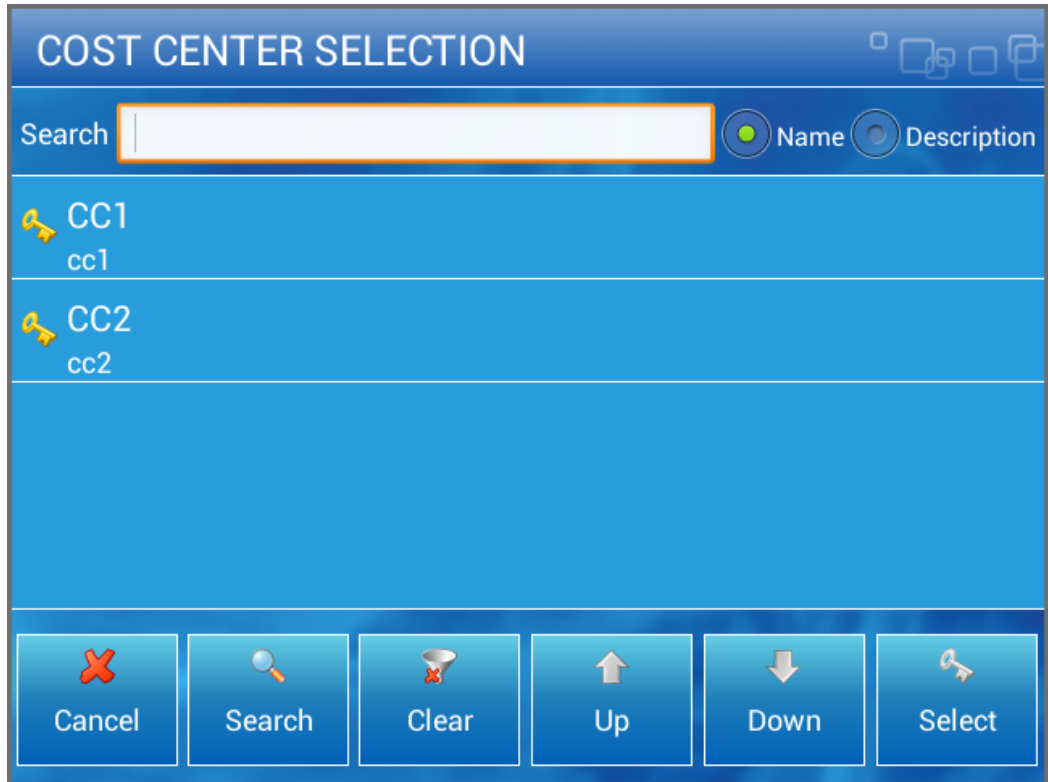 COST CENTER SELECTION
Search Name Description
CC1
cc1
CC2
cc2
Cancel Search Clear Up Down Select